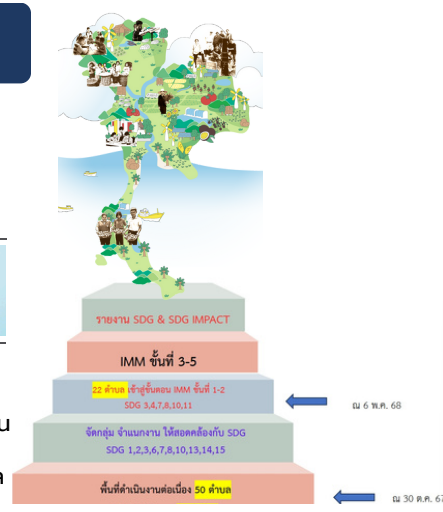 รายงาน SDG & SDG IMPACT
IMM ขั้นที่ 3-5
22 ตำบล เข้าสู่ขั้นตอน IMM ขั้นที่ 1-2
SDG 3,4,7,8,10,11
ณ 6 พ.ค. 68
น
จัดกลุ่ม จำแนกงาน ให้สอดคล้องกับ SDG
SDG 1,2,3,6,7,8,10,13,14,15
ล
พื้นที่ดำเนินงานต่อเนื่อง 50 ตำบล
ณ 30 ต.ค. 67